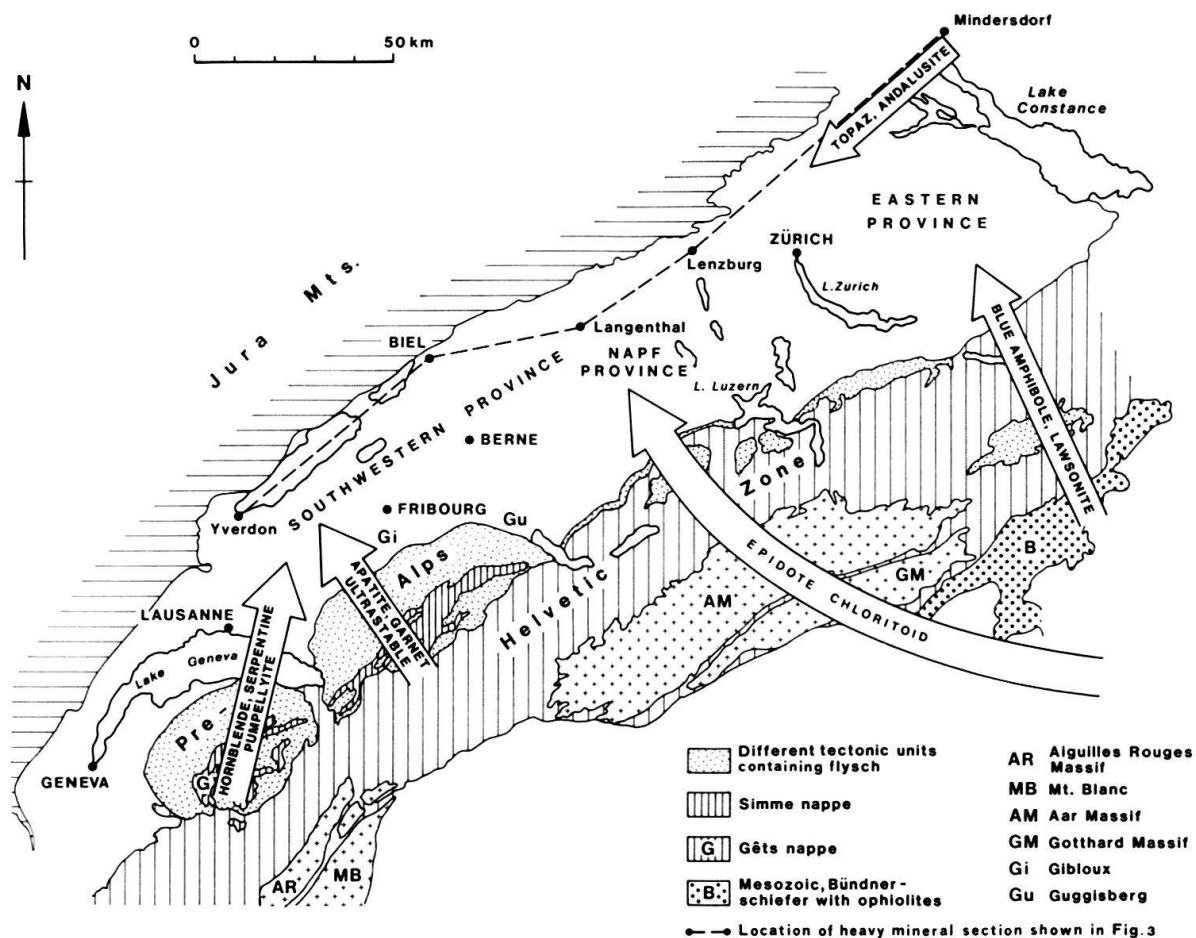 Mindersdorf
0 50 km
N
TOPAZ, ANDALUSITE
Lake
Constance
EASTERN
PROVINCE
ZÜRICH
Lenzburg
L.Zürich
Jura Mts.
Langenthal
BIEL
NAPF
PROVINCE
L. Luzern
BLUE AMPHIBOLE, LAWSONITE
SOUTHWESTERN PROVINCE
BERNE
Zone
FRIBOURG
Yverdon
Gi
Gu
Alps
APATITE, GARNET
ULTRASTABLE
Helvetic
EPIDOTE CHLORITOID
B
GM
AM
LAUSANNE
Lake Geneva
HORNBLENDE, SERPENTINE
PUMPELLYITE
Pre-
G
GENEVA
AR
MB
Different tectonic units
containing flysch
Simme nappe
G Gêts nappe
B Mesozoic, Bündner-
schiefer with ophiolites
Location of heavy mineral section shown in Fig.3
AR Aiguilles Rouges
Massif
MB Mt. Blanc
AM Aar Massif
GM Gotthard Massif
Gi Gibloux
Gu Guggisberg